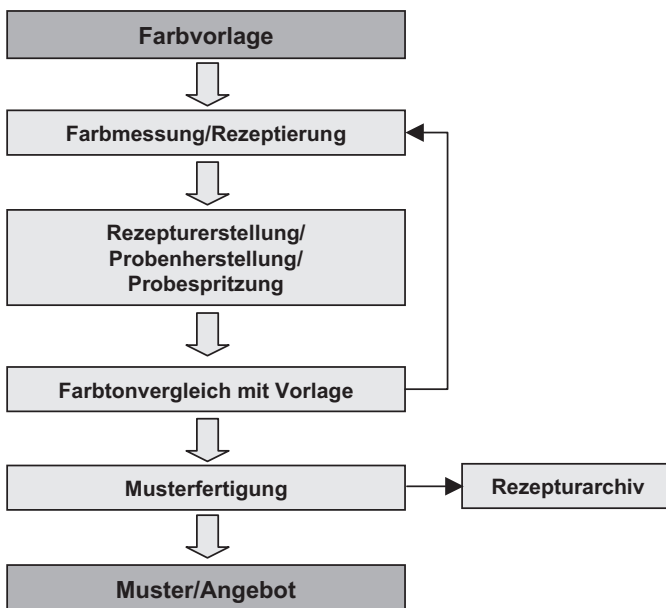 Farbvorlage
Farbmessung/Rezeptierung
Rezepturerstellung/
Probenherstellung/
Probespritzung
Farbtonvergleich mit Vorlage
Musterfertigung
Rezepturarchiv
Muster/Angebot